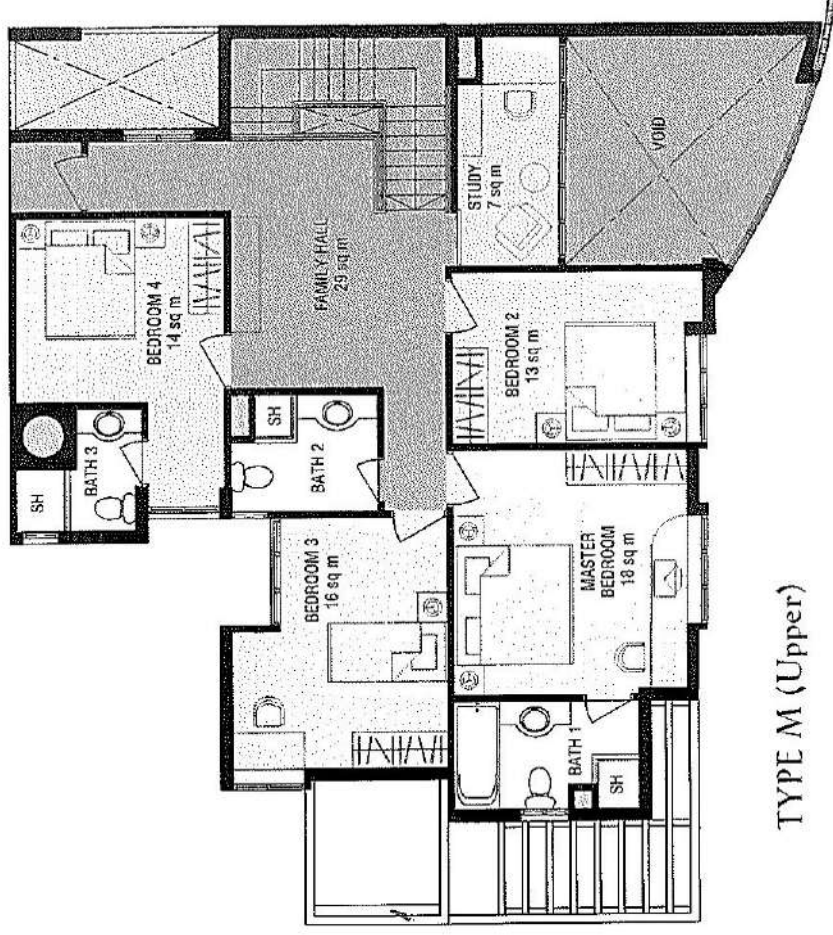 BEDROOM 4
14 sq m
FAMILY HALL
29 sq m
STUDY
7 sq m
VOID
SH
BATH 3
SH
BATH 2
BEDROOM 2
13 sq m
BEDROOM 3
16 sq m
MASTER
BEDROOM
18 sq m
BATH 1
SH
TYPE M (Upper)